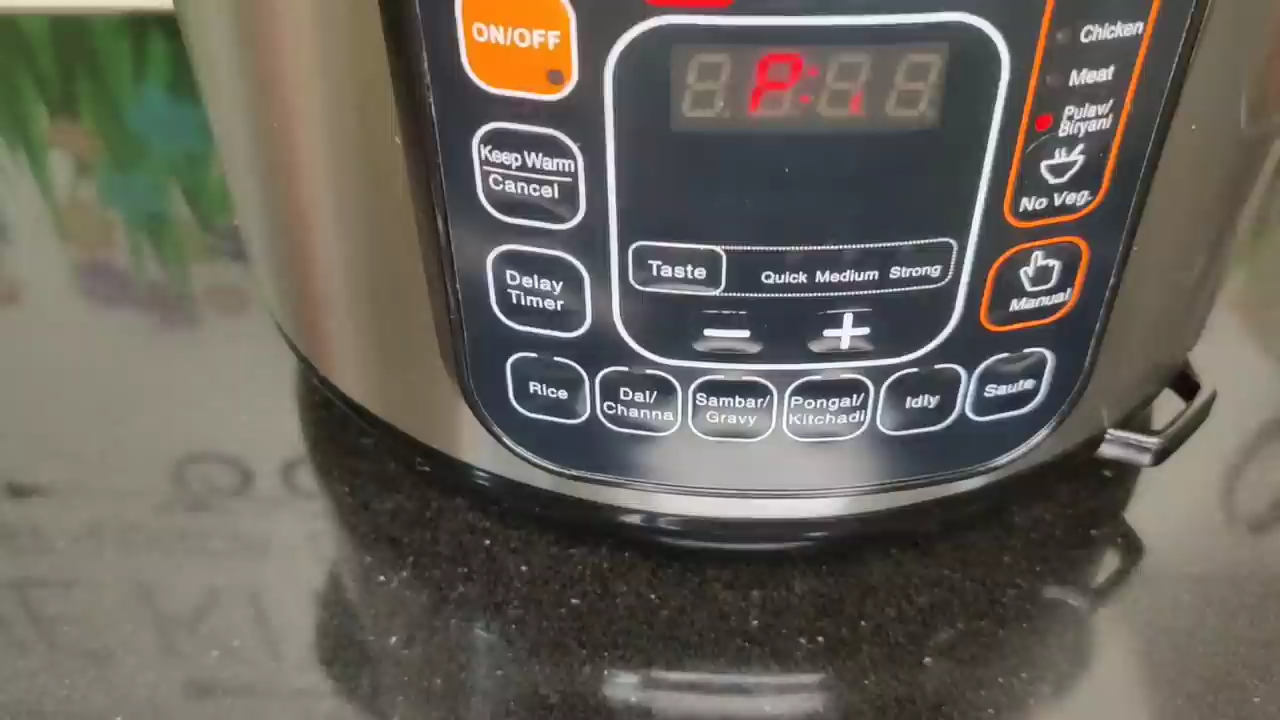 ON/OFF
P:
Chicken
Meat
Pulav/
Biryani
No Veg.
Keep Warm
Cancel
Delay
Timer
Taste
Quick Medium Strong
Manual
− +
Rice
Dal/
Channa
Sambar/
Gravy
Pongal/
Kitchadi
Idly
Saute